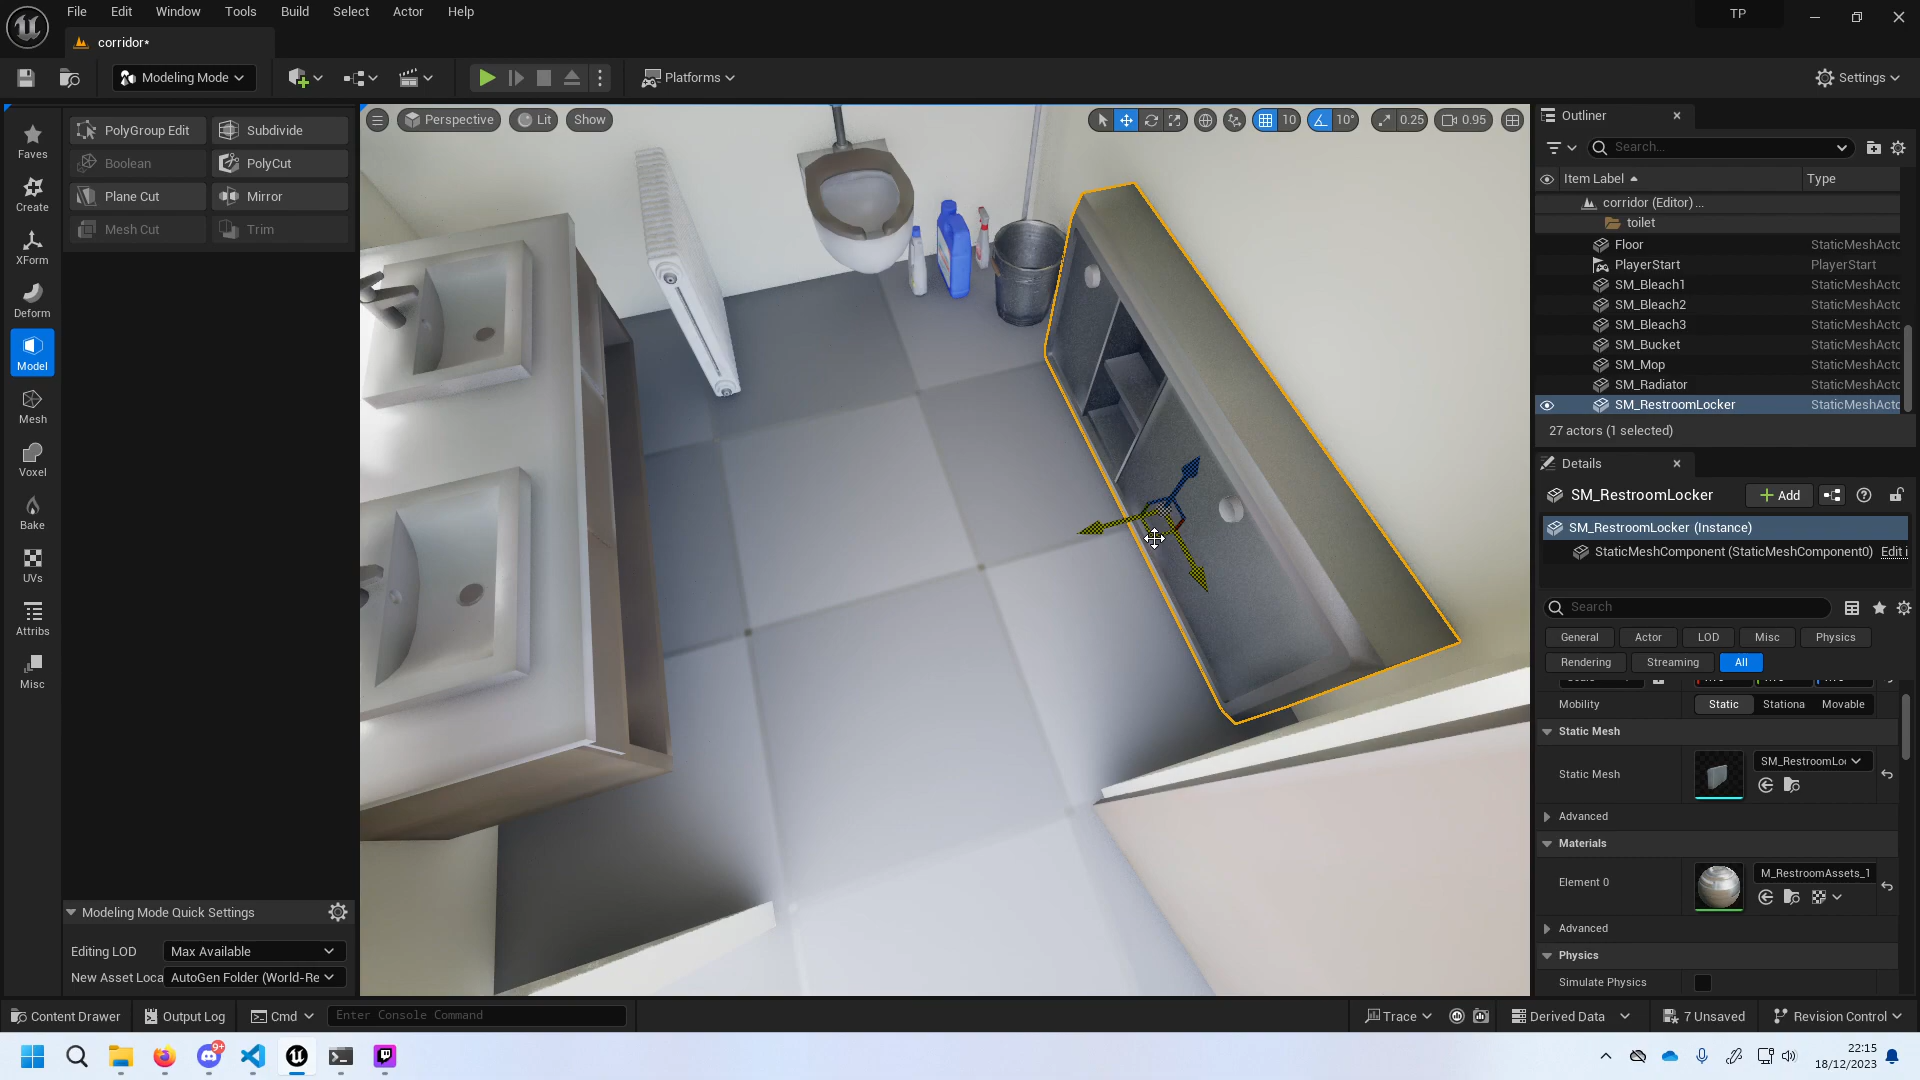 File Edit Window Tools Build Select Actor Help
TP
corridor*
Modeling Mode
Platforms
Settings
Faves
Create
XForm
Deform
Model
Mesh
Voxel
Bake
UVs
Attribs
Misc
PolyGroup Edit
Subdivide
Boolean
PolyCut
Plane Cut
Mirror
Mesh Cut
Trim
Modeling Mode Quick Settings
Editing LOD
Max Available
New Asset Loca
AutoGen Folder (World-Re
Perspective
Lit
Show
10
10°
0.25
0.95
Outliner
Search...
Item Label
Type
corridor (Editor) ...
toilet
Floor StaticMeshActo
PlayerStart PlayerStart
SM_Bleach1 StaticMeshActo
SM_Bleach2 StaticMeshActo
SM_Bleach3 StaticMeshActo
SM_Bucket StaticMeshActo
SM_Mop StaticMeshActo
SM_Radiator StaticMeshActo
SM_RestroomLocker StaticMeshActo
27 actors (1 selected)
Details
SM_RestroomLocker
Add
SM_RestroomLocker (Instance)
StaticMeshComponent (StaticMeshComponent0) Edit i
Search
General Actor LOD Misc Physics
Rendering Streaming All
Mobility
Static Stationa Movable
Static Mesh
Static Mesh
SM_RestroomLo
Advanced
Materials
Element 0
M_RestroomAssets_1
Advanced
Physics
Simulate Physics
Content Drawer
Output Log
Cmd
Enter Console Command
Trace
Derived Data
7 Unsaved
Revision Control
9+
22:15
18/12/2023